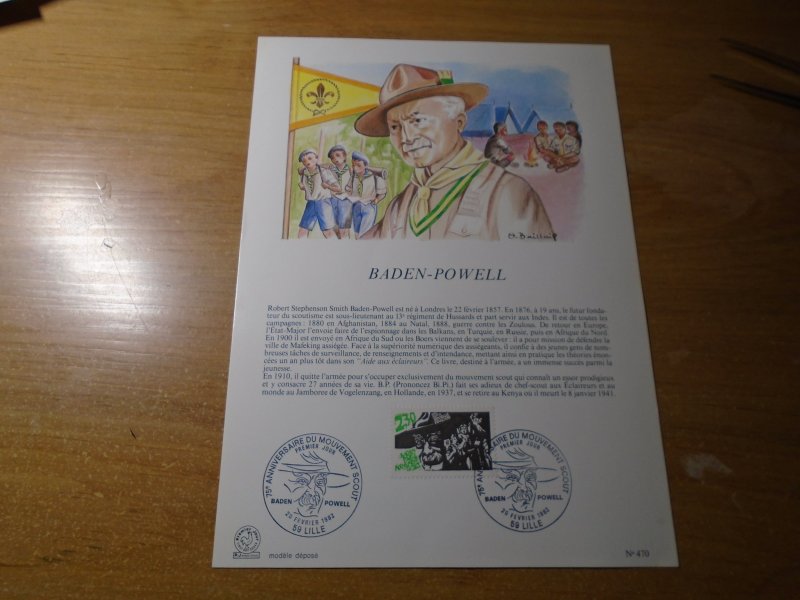 BADEN-POWELL
Robert Stephenson Smith Baden-Powell est né à Londres le 22 février 1857. En 1876, à 19 ans, le futur fonda-
teur du scoutisme est sous-lieutenant au 13e régiment de Hussards et part servir aux Indes. Il est de toutes les
campagnes : 1880 en Afghanistan, 1884 au Natal, 1888, guerre contre les Zoulous. De retour en Europe,
l'État-Major l'envoie faire de l'espionnage dans les Balkans, en Turquie, en Russie, puis en Afrique du Nord.
En 1900 il est envoyé en Afrique du Sud ou les Boers viennent de se soulever : il a pour mission de défendre la
ville de Mafeking assiégée. Face à la supériorité numérique des assiégeants, il confie à des jeunes gens de nom-
breuses tâches de surveillance, de renseignements et d'intendance, mettant ainsi en pratique les théories énon-
cées un an plus tôt dans son "Aide aux éclaireurs". Ce livre, destiné à l'armée, a un immense succès parmi la
jeunesse.
En 1910, il quitte l'armée pour s'occuper exclusivement du mouvement scout qui connaît un essor prodigieux
et y consacre 27 années de sa vie. B.P. (Prononcez Bi.Pi.) fait ses adieux de chef-scout aux Éclaireurs et au
monde au Jamboree de Vogelenzang, en Hollande, en 1937, et se retire au Kenya où il meurt le 8 janvier 1941.
2,30
75e ANNIVERSAIRE DU MOUVEMENT SCOUT
PREMIER JOUR
BADEN POWELL
20 FEVRIER 1982
59 LILLE
75e ANNIVERSAIRE DU MOUVEMENT SCOUT
PREMIER JOUR
BADEN POWELL
20 FEVRIER 1982
59 LILLE
modèle déposé
N° 470